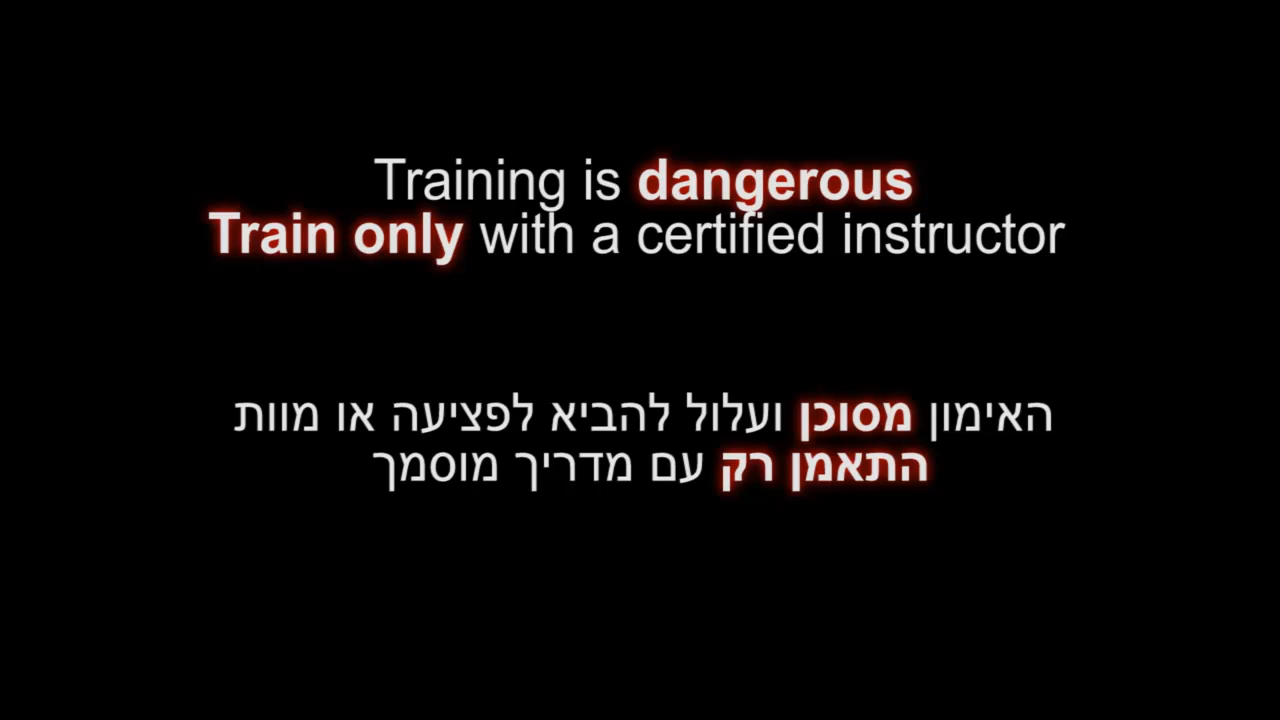 Training is dangerous
Train only with a certified instructor
האימון מסוכן ועלול להביא לפציעה או מוות
התאמן רק עם מדריך מוסמך